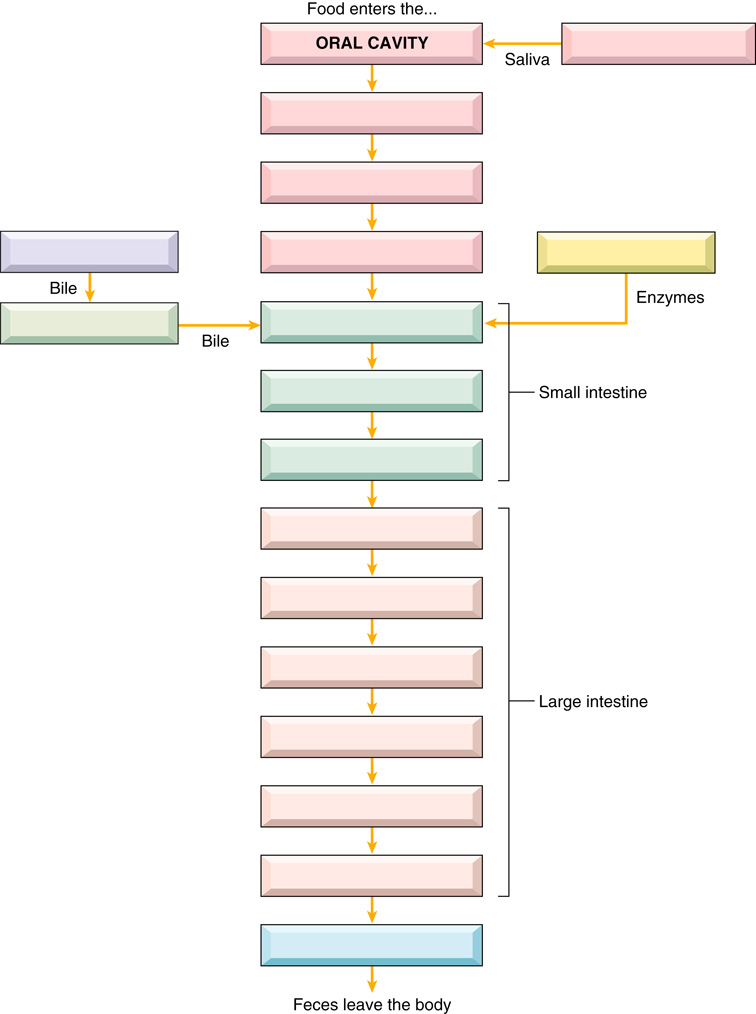 Food enters the...
ORAL CAVITY
Saliva
Bile
Enzymes
Bile
Small intestine
Large intestine
Feces leave the body